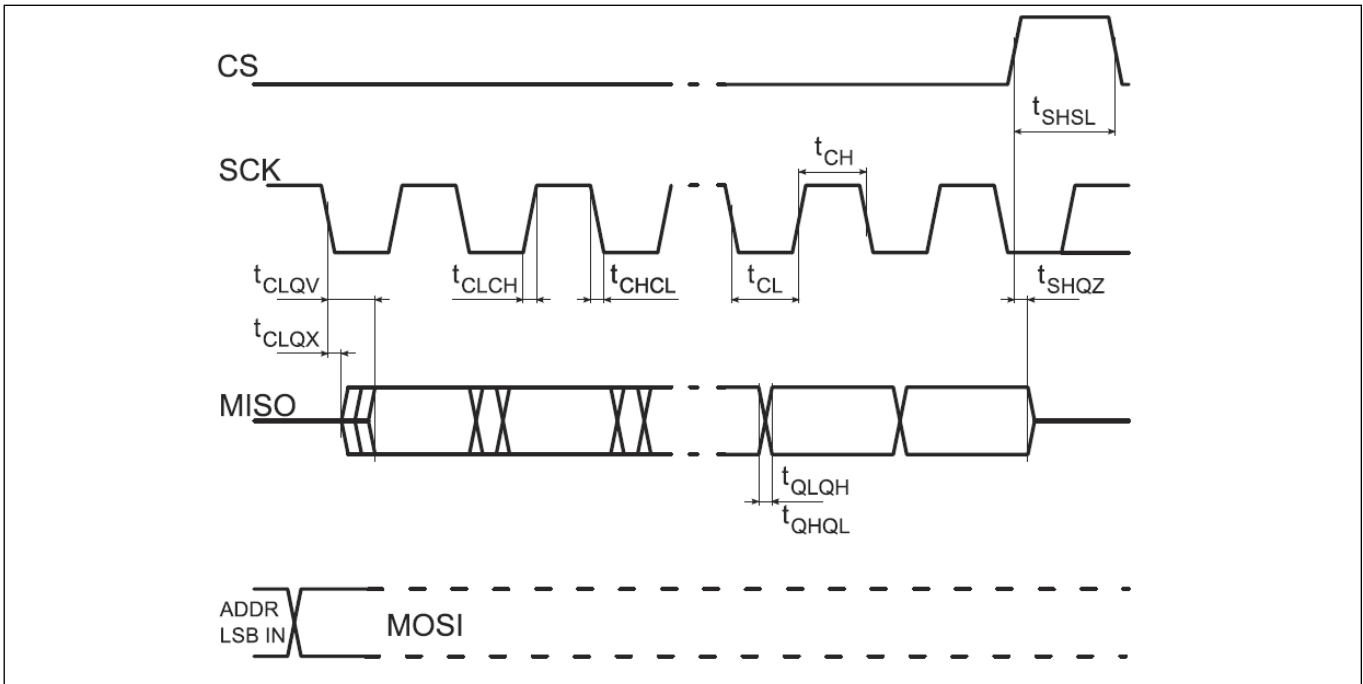 CS
tSHSL
tCH
SCK
tCLQV
tCLCH
tCHCL
tCL
tSHQZ
tCLQX
MISO
tQLQH
tQHQL
ADDR
LSB IN
MOSI